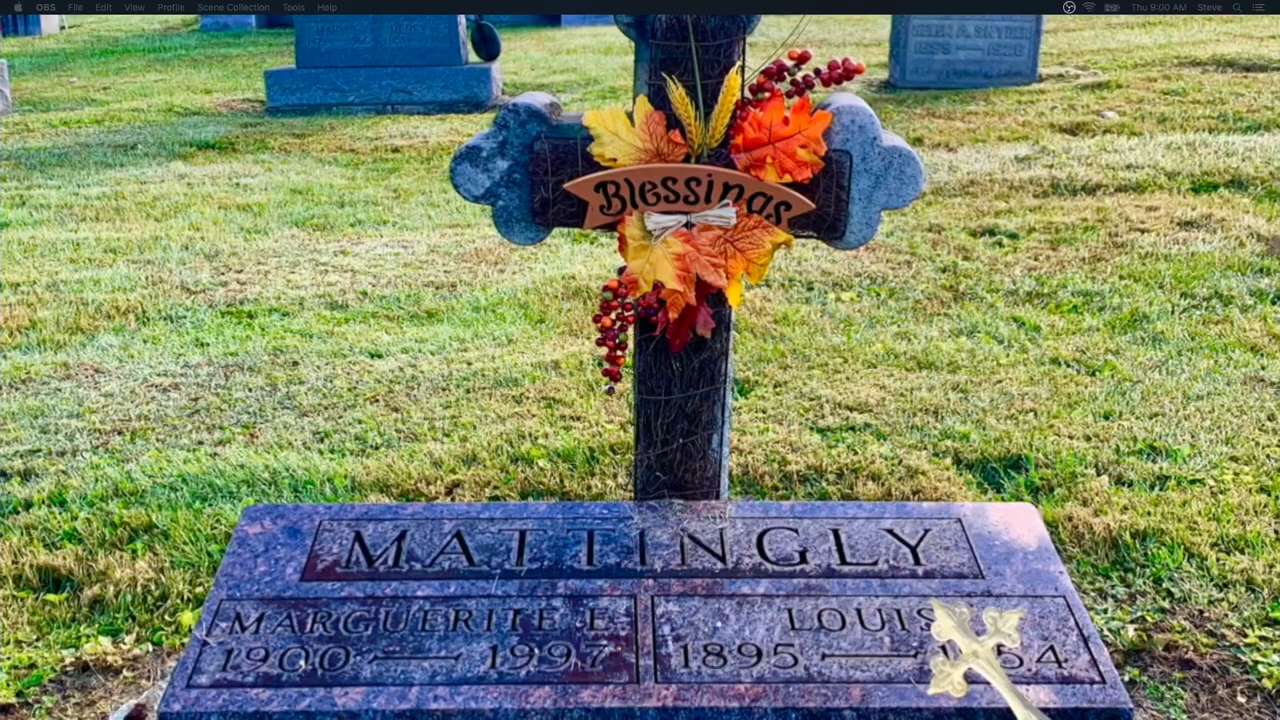 OBS File Edit View Profile Scene Collection Tools Help Thu 9:00 AM Steve
Blessings
MATTINGLY
MARGUERITE E. LOUIS
1900 — 1997 1895 —